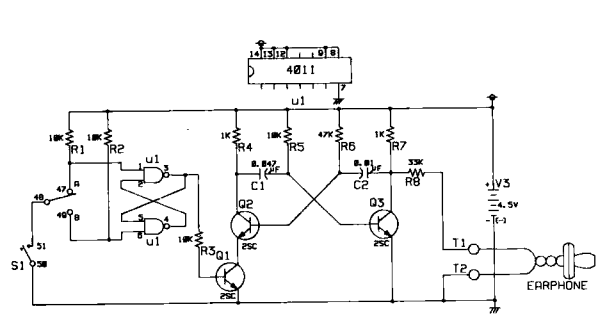 14 13 12 9 8
4011
7
u1
10K R1
10K R2
u1
1
2
3
5
6
4
u1
47 A
48
49 B
51
S1 50
10K R3
Q1
2SC
1K R4
10K R5
47K R6
1K R7
0.047 uF
C1
0.01 uF
C2
33K
R8
Q2
2SC
Q3
2SC
V3
+
4.5V
(-)
T1
T2
EARPHONE